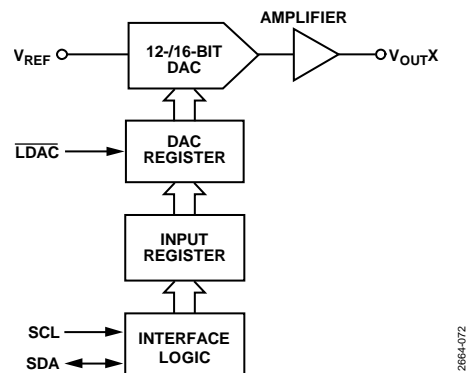 AMPLIFIER
VREF
12-/16-BIT
DAC
VOUTX
LDAC
DAC
REGISTER
INPUT
REGISTER
SCL
SDA
INTERFACE
LOGIC
2664-072